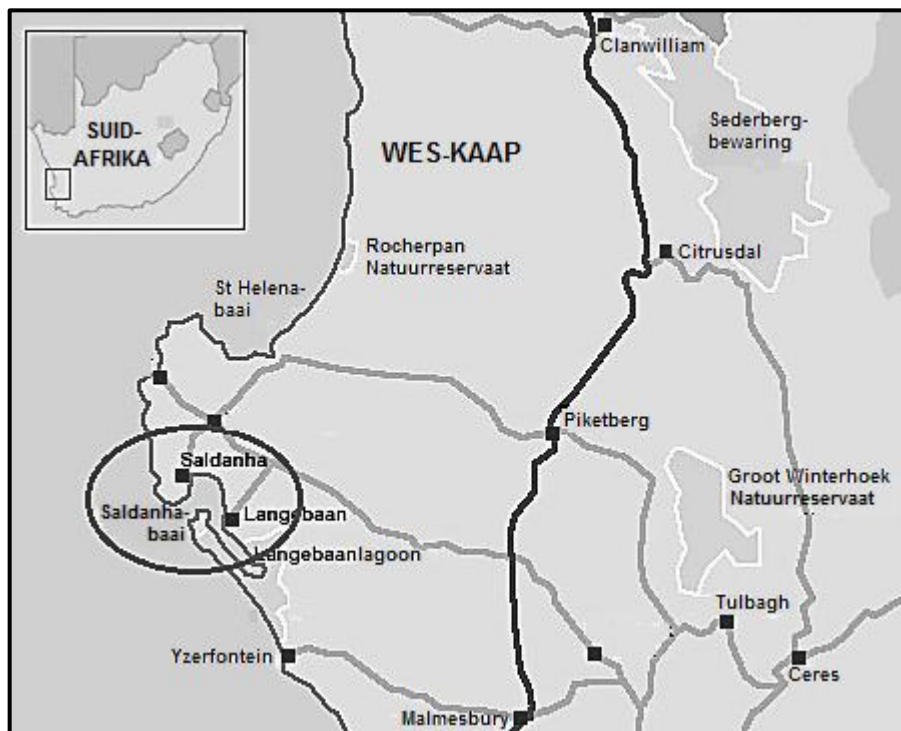 Clanwilliam
SUID-
AFRIKA
Sederberg-
bewaring
WES-KAAP
Rocherpan
Natuurreservaat
Citrusdal
St Helena-
baai
Piketberg
Saldanha
Groot Winterhoek
Natuurreservaat
Saldanha-
baai
Langebaan
Langebaanlagoon
Tulbagh
Yzerfontein
Ceres
Malmesbury